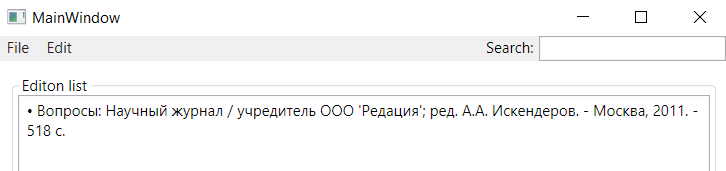 MainWindow
File Edit Search:
Editon list
• Вопросы: Научный журнал / учредитель ООО 'Редация'; ред. А.А. Искендеров. - Москва, 2011. -
518 с.